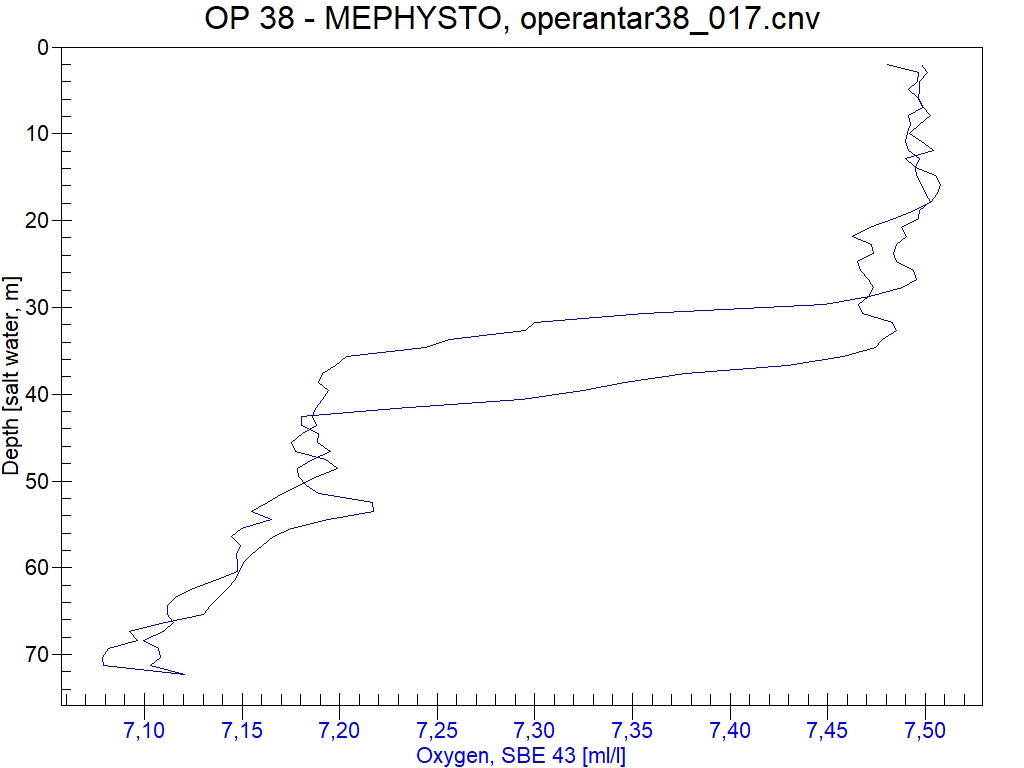 OP 38 - MEPHYSTO, operantar38_017.cnv
0
10
20
30
40
50
60
70
Depth [salt water, m]
7,10 7,15 7,20 7,25 7,30 7,35 7,40 7,45 7,50
Oxygen, SBE 43 [ml/l]